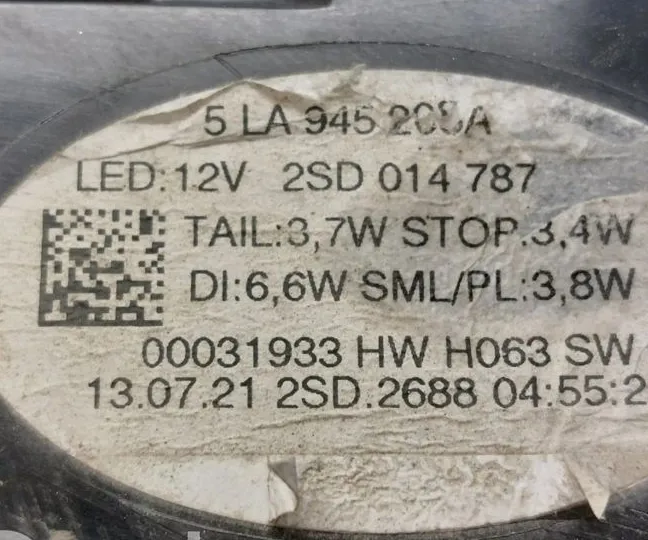 5 LA 945 208A
LED:12V 2SD 014 787
TAIL:3,7W STOP:3,4W
DI:6,6W SML/PL:3,8W
00031933 HW H063 SW
13.07.21 2SD.2688 04:55:2